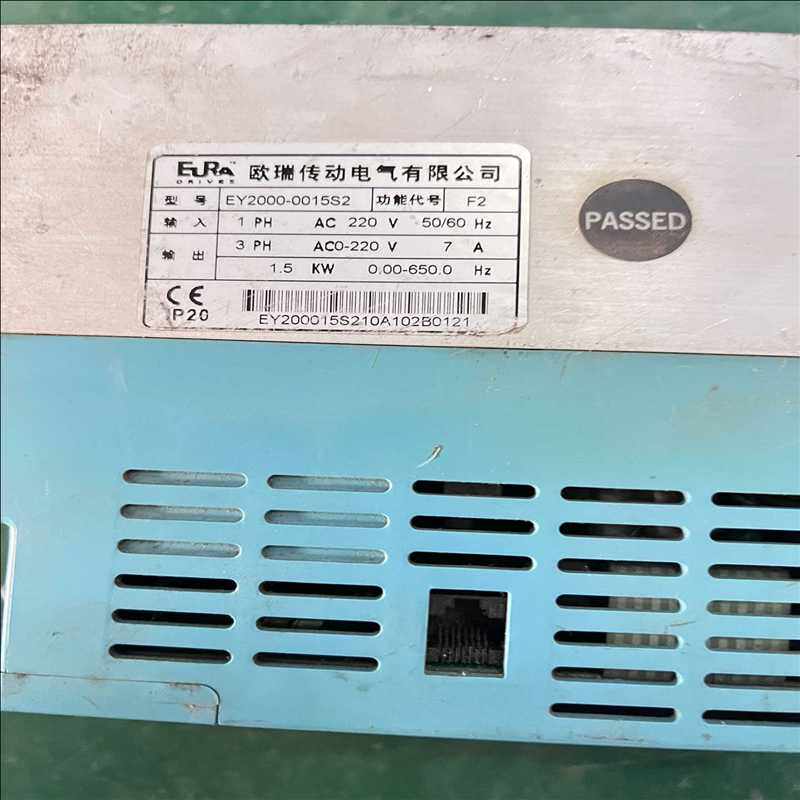 EURA™ 欧瑞传动电气有限公司
DRIVES
型 号 EY2000-0015S2 功能代号 F2
输 入 1 PH AC 220 V 50/60 Hz
输 出 3 PH AC0-220 V 7 A
1.5 KW 0.00-650.0 Hz
CE
IP20
EY200015S210A102B0121
PASSED